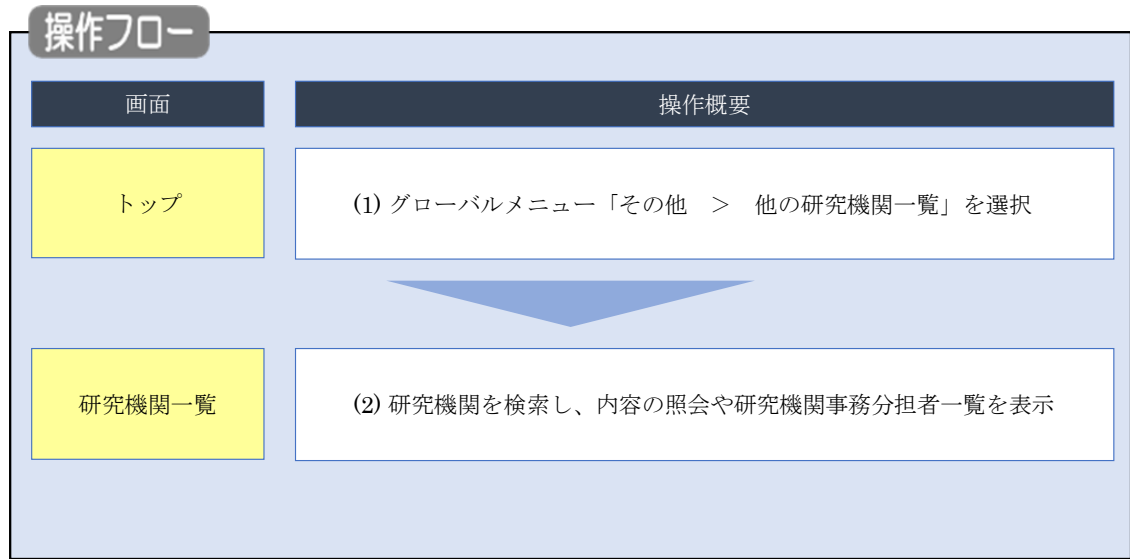 操作フロー
画面
操作概要
トップ
(1) グローバルメニュー「その他　＞　他の研究機関一覧」を選択
研究機関一覧
(2) 研究機関を検索し、内容の照会や研究機関事務分担者一覧を表示